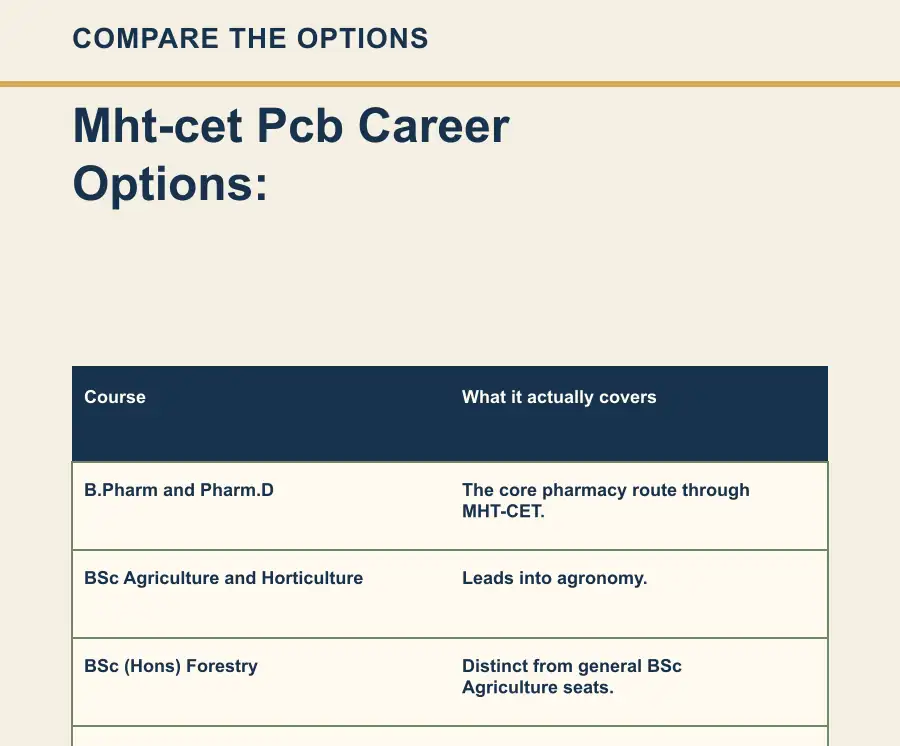 COMPARE THE OPTIONS
Mht-cet Pcb Career
Options:
Course
What it actually covers
B.Pharm and Pharm.D
The core pharmacy route through
MHT-CET.
BSc Agriculture and Horticulture
Leads into agronomy.
BSc (Hons) Forestry
Distinct from general BSc
Agriculture seats.